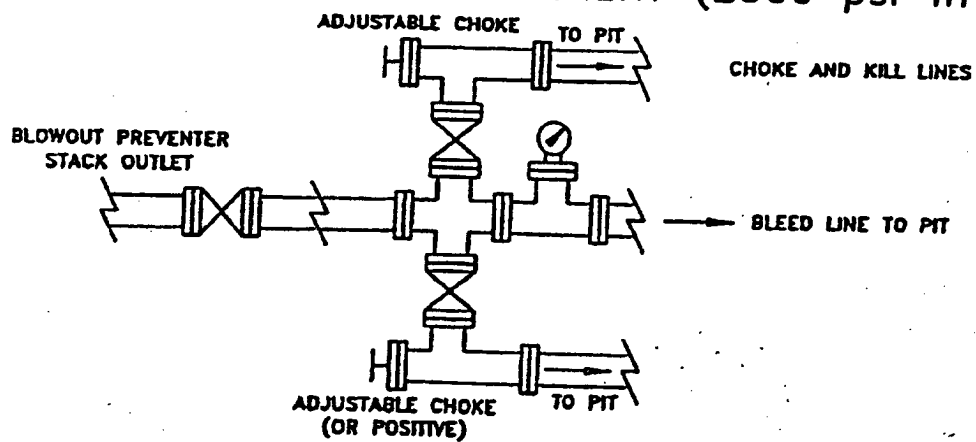 ADJUSTABLE CHOKE
TO PIT
CHOKE AND KILL LINES
BLOWOUT PREVENTER
STACK OUTLET
BLEED LINE TO PIT
ADJUSTABLE CHOKE
(OR POSITIVE)
TO PIT